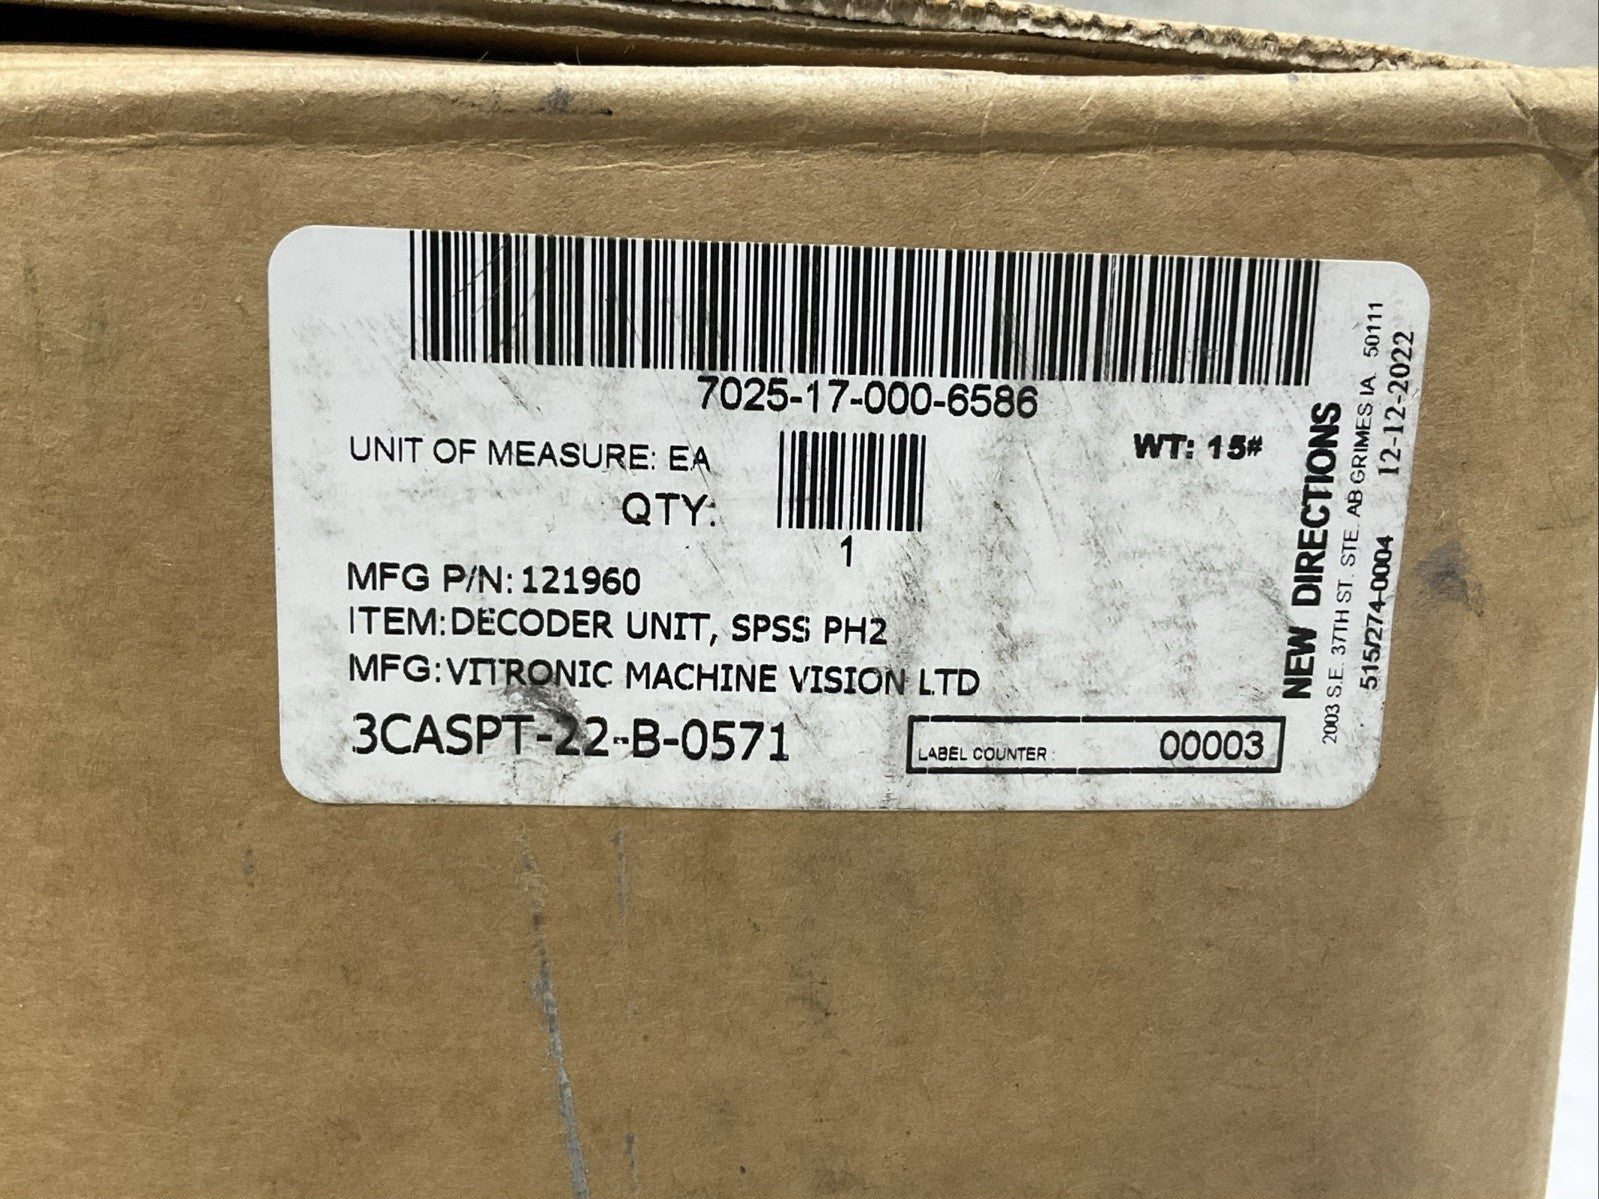 7025-17-000-6586
UNIT OF MEASURE: EA
WT: 15#
QTY:
1
MFG P/N: 121960
ITEM: DECODER UNIT, SPSS PH2
MFG: VITRONIC MACHINE VISION LTD
3CASPT-22-B-0571
LABEL COUNTER: 00003
NEW DIRECTIONS
2003 S.E. 37TH ST. STE. AB GRIMES IA 50111
515/274-0004 12-12-2022